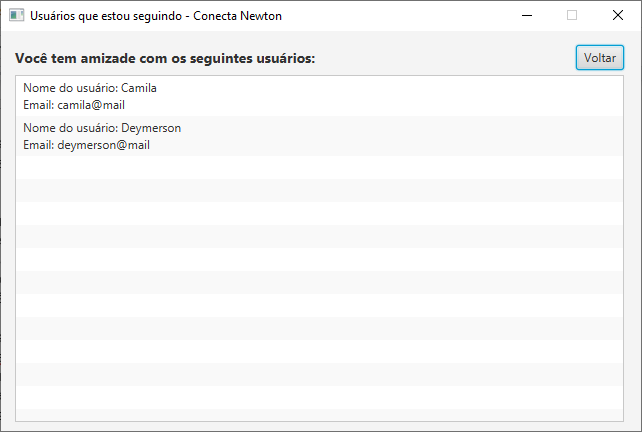 Usuários que estou seguindo - Conecta Newton
Você tem amizade com os seguintes usuários:
Voltar
Nome do usuário: Camila
Email: camila@mail
Nome do usuário: Deymerson
Email: deymerson@mail